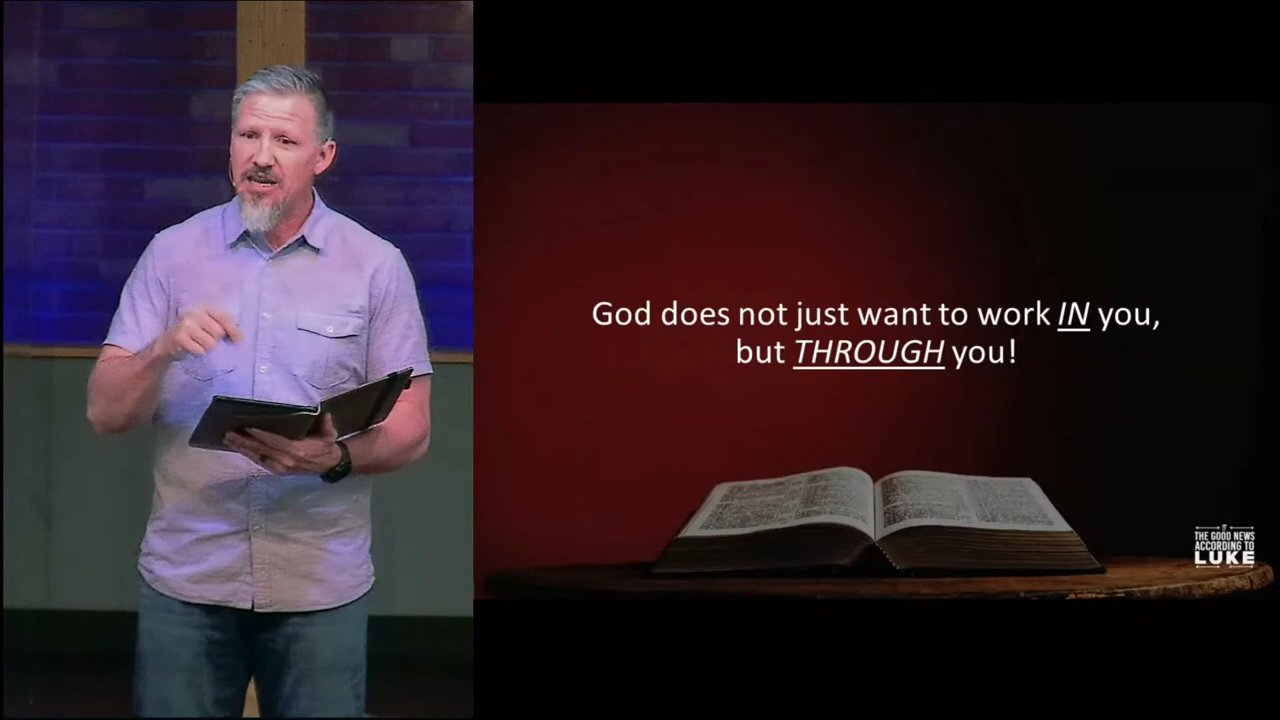 God does not just want to work IN you,
but THROUGH you!
THE GOOD NEWS
ACCORDING TO
LUKE